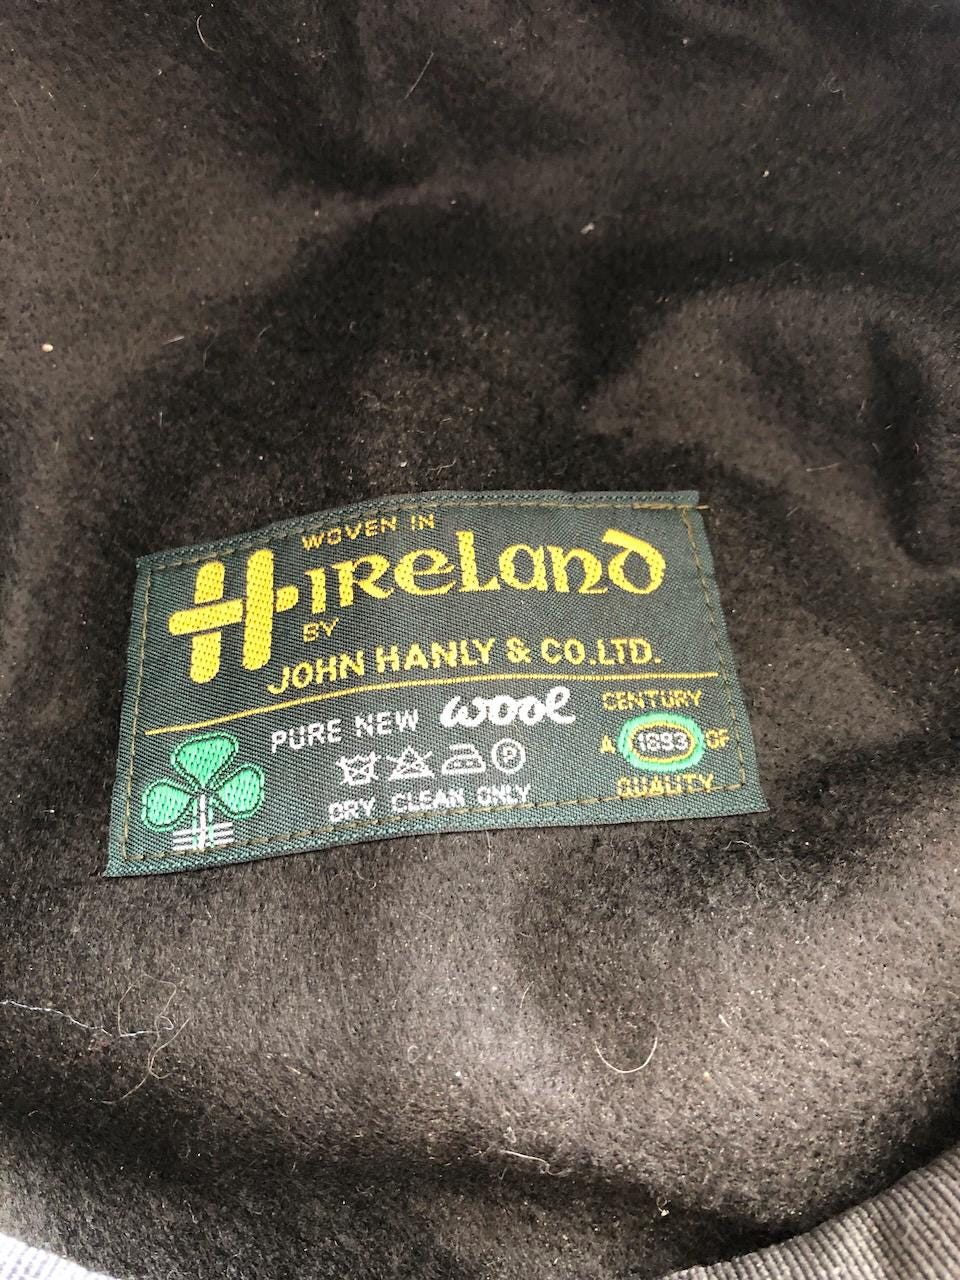 WOVEN IN
H IRELAND
BY
JOHN HANLY & CO.LTD.
PURE NEW wool
P
DRY CLEAN ONLY
CENTURY
A 1893 OF
QUALITY